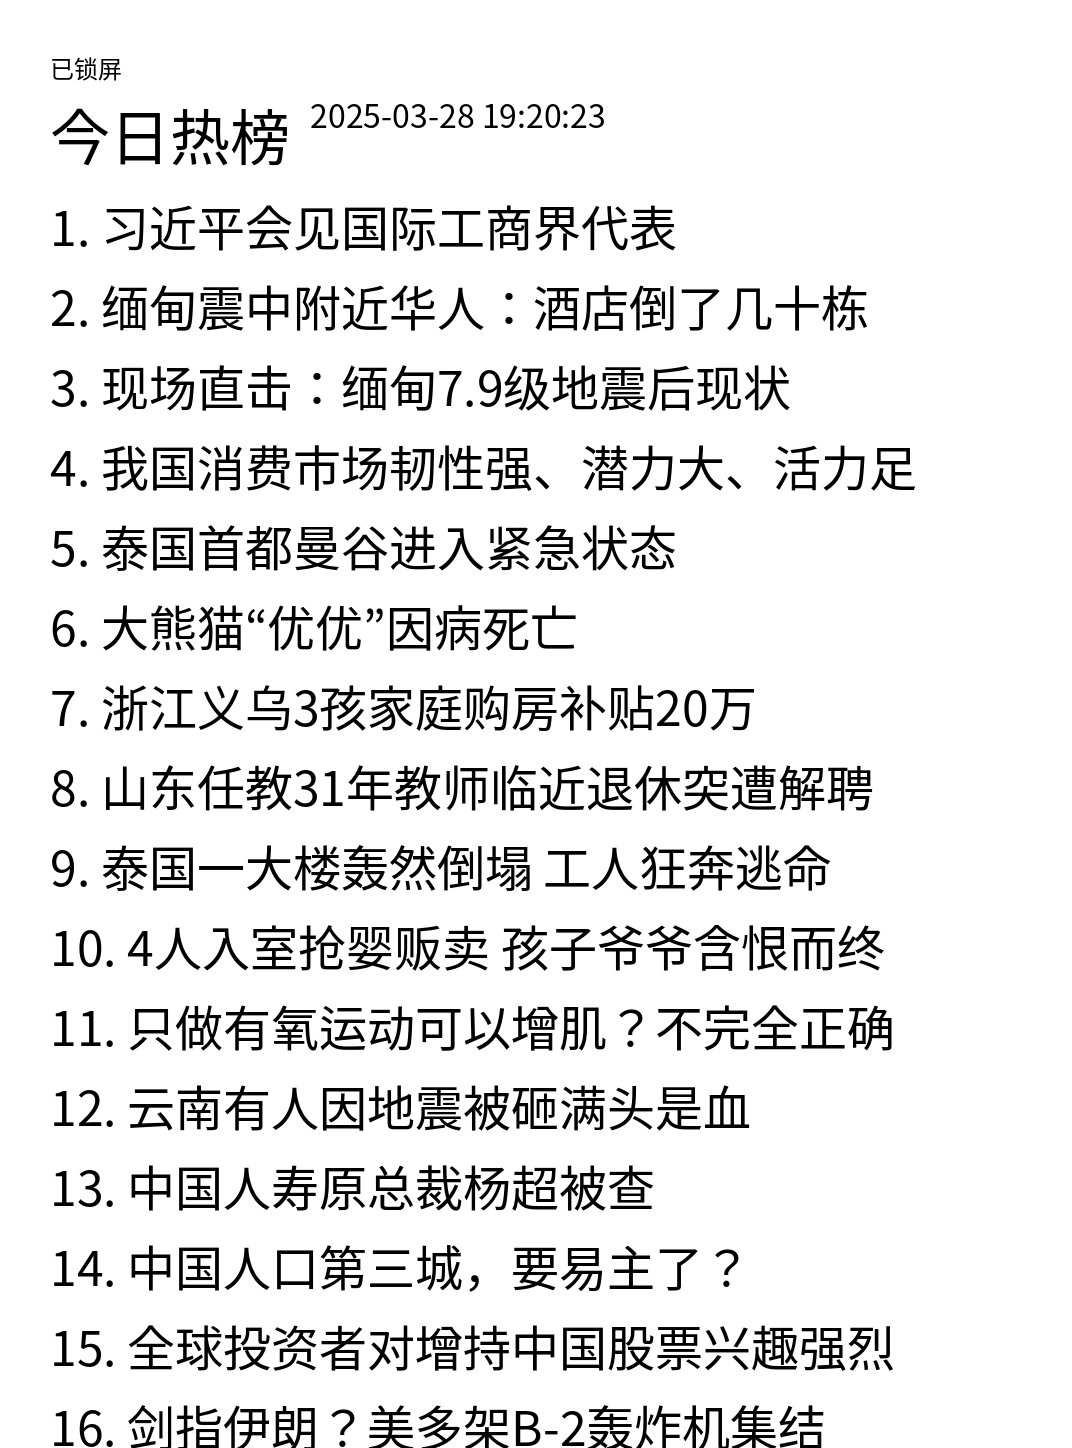 已锁屏
今日热榜 2025-03-28 19:20:23
1. 习近平会见国际工商界代表
2. 缅甸震中附近华人：酒店倒了几十栋
3. 现场直击：缅甸7.9级地震后现状
4. 我国消费市场韧性强、潜力大、活力足
5. 泰国首都曼谷进入紧急状态
6. 大熊猫“优优”因病死亡
7. 浙江义乌3孩家庭购房补贴20万
8. 山东任教31年教师临近退休突遭解聘
9. 泰国一大楼轰然倒塌 工人狂奔逃命
10. 4人入室抢婴贩卖 孩子爷爷含恨而终
11. 只做有氧运动可以增肌？不完全正确
12. 云南有人因地震被砸满头是血
13. 中国人寿原总裁杨超被查
14. 中国人口第三城，要易主了？
15. 全球投资者对增持中国股票兴趣强烈
16. 剑指伊朗？美多架B-2轰炸机集结